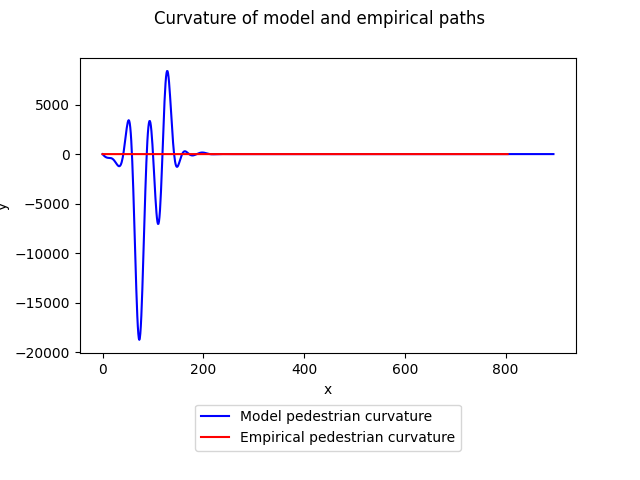 Curvature of model and empirical paths
5000
0
−5000
−10000
−15000
−20000
y
0 200 400 600 800
x
Model pedestrian curvature
Empirical pedestrian curvature